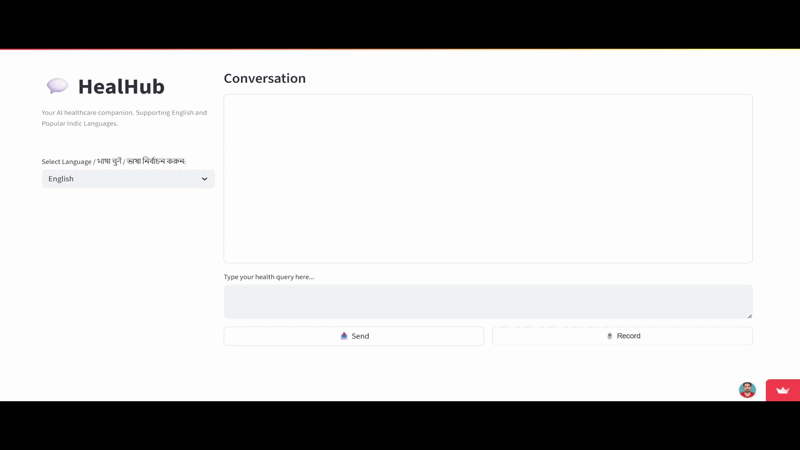 HealHub
Your AI healthcare companion. Supporting English and
Popular Indic Languages.
Select Language / भाषा चुनें / ভাষা নির্বাচন করুন:
English
Conversation
Type your health query here...
Send
Record